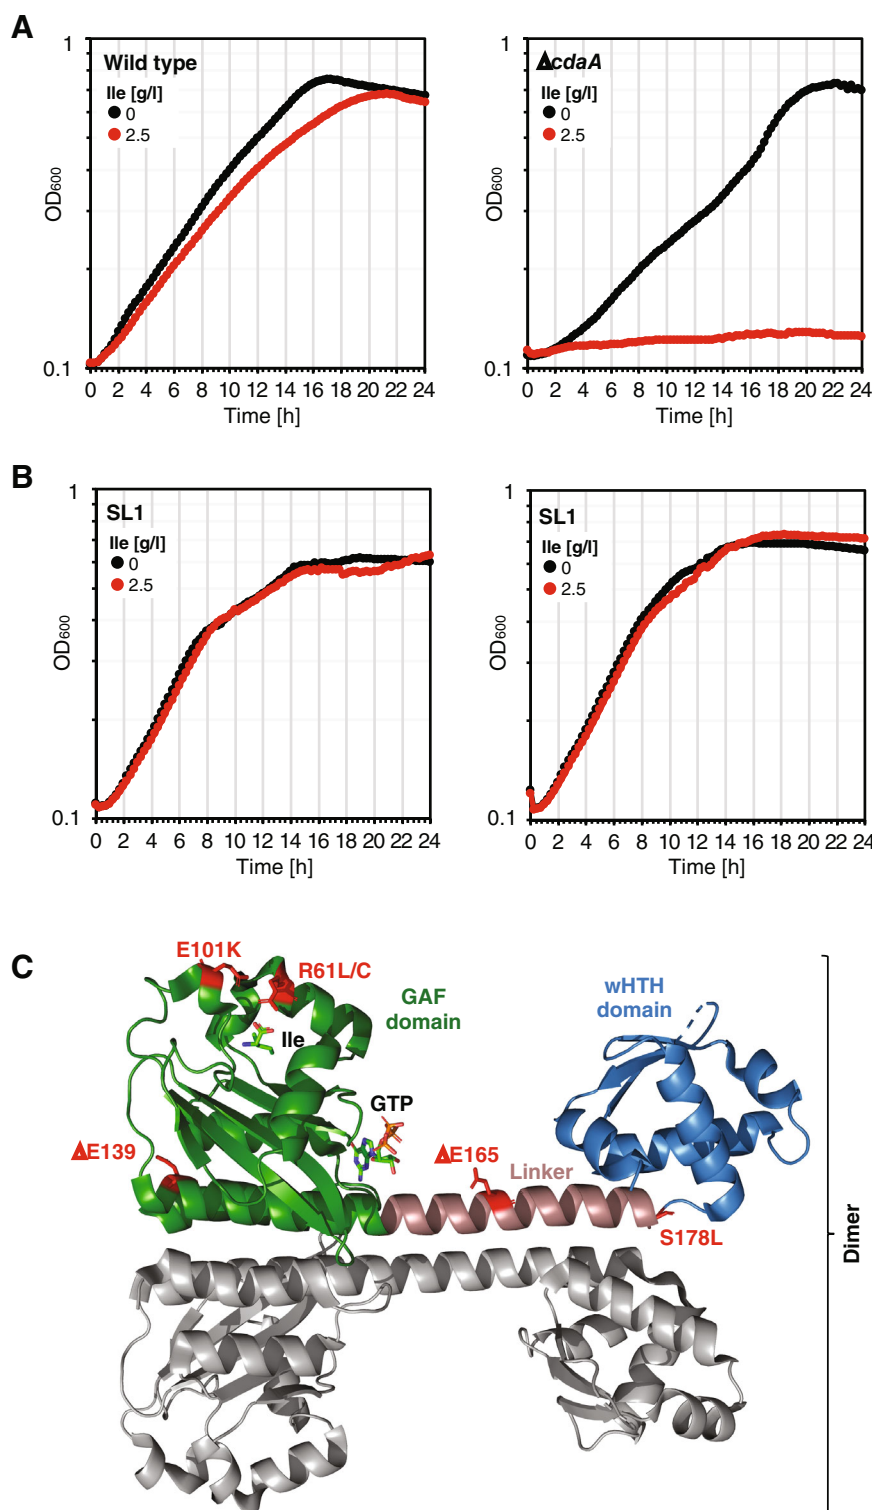 A
1
Wild type
Ile [g/l]
0
2.5
OD600
0.1
0 2 4 6 8 10 12 14 16 18 20 22 24
Time [h]
1
ΔcdaA
Ile [g/l]
0
2.5
OD600
0.1
0 2 4 6 8 10 12 14 16 18 20 22 24
Time [h]
B
1
SL1
Ile [g/l]
0
2.5
OD600
0.1
0 2 4 6 8 10 12 14 16 18 20 22 24
Time [h]
1
SL1
Ile [g/l]
0
2.5
OD600
0.1
0 2 4 6 8 10 12 14 16 18 20 22 24
Time [h]
C
E101K
R61L/C
GAF
domain
Ile
wHTH
domain
GTP
ΔE139
ΔE165
Linker
S178L
Dimer